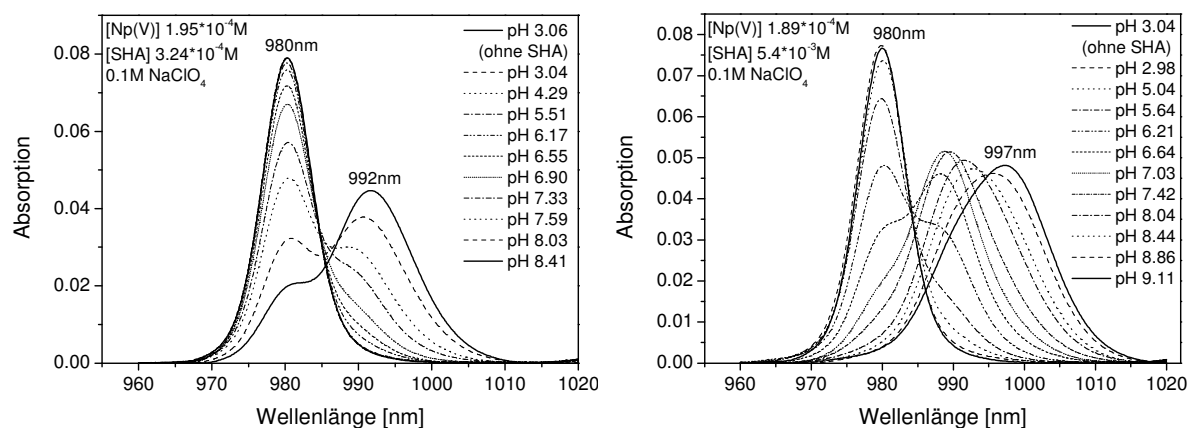 [Np(V)] 1.95*10⁻⁴M
[SHA] 3.24*10⁻⁴M
0.1M NaClO₄
980nm
992nm
pH 3.06
(ohne SHA)
pH 3.04
pH 4.29
pH 5.51
pH 6.17
pH 6.55
pH 6.90
pH 7.33
pH 7.59
pH 8.03
pH 8.41
Absorption
0.08
0.06
0.04
0.02
0.00
960 970 980 990 1000 1010 1020
Wellenlänge [nm]
[Np(V)] 1.89*10⁻⁴M
[SHA] 5.4*10⁻³M
0.1M NaClO₄
980nm
997nm
pH 3.04
(ohne SHA)
pH 2.98
pH 5.04
pH 5.64
pH 6.21
pH 6.64
pH 7.03
pH 7.42
pH 8.04
pH 8.44
pH 8.86
pH 9.11
Absorption
0.08
0.07
0.06
0.05
0.04
0.03
0.02
0.01
0.00
960 970 980 990 1000 1010 1020
Wellenlänge [nm]